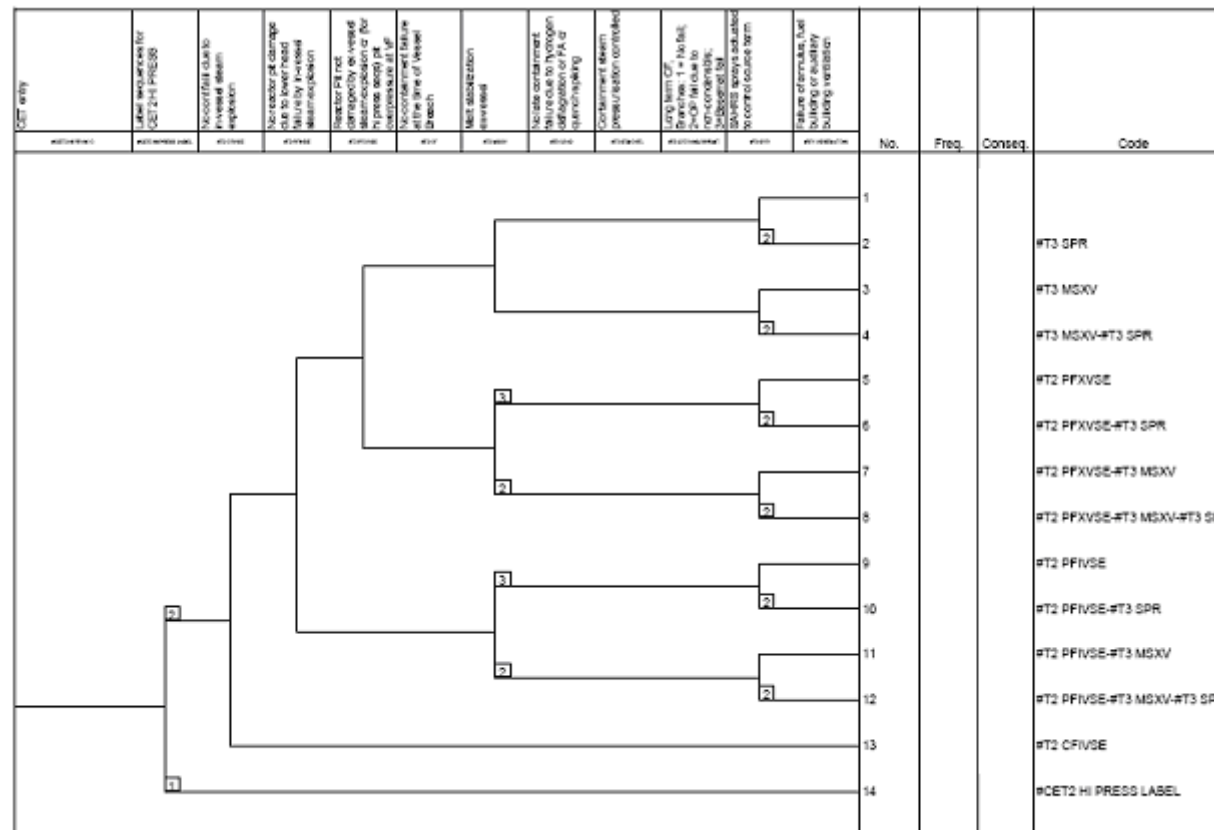 CET entry
Label sequences for
CET2 HI PRESS
No cont fail due to
in-vessel steam
explosion
No reactor pit damage
due to lower head
failure by in-vessel
steam explosion
Reactor Pit not
damaged by ex-vessel
steam explosion or (for
hi press seqs) pit
overpressure at VF
No containment failure
at the time of Vessel
Breach
Melt stabilization
ex-vessel
No late containment
failure due to hydrogen
deflagration or FA or
quench spiking
Containment steam
pressurisation controlled
Long term CF,
Branches: 1 = No fail;
2=OP fail due to
non-condensible;
3=Basemat fail
SAHRS sprays actuated
to control source term
Failure of annulus, fuel
building or auxiliary
building ventilation
No.
Freq.
Conseq.
Code
1
2
2
#T3 SPR
3
#T3 MSXV
2
4
#T3 MSXV-#T3 SPR
5
#T2 PFXVSE
3
2
6
#T2 PFXVSE-#T3 SPR
7
#T2 PFXVSE-#T3 MSXV
2
2
8
#T2 PFXVSE-#T3 MSXV-#T3 S
9
#T2 PFIVSE
3
2
10
#T2 PFIVSE-#T3 SPR
2
11
#T2 PFIVSE-#T3 MSXV
2
2
12
#T2 PFIVSE-#T3 MSXV-#T3 SP
13
#T2 CFIVSE
1
14
#CET2 HI PRESS LABEL